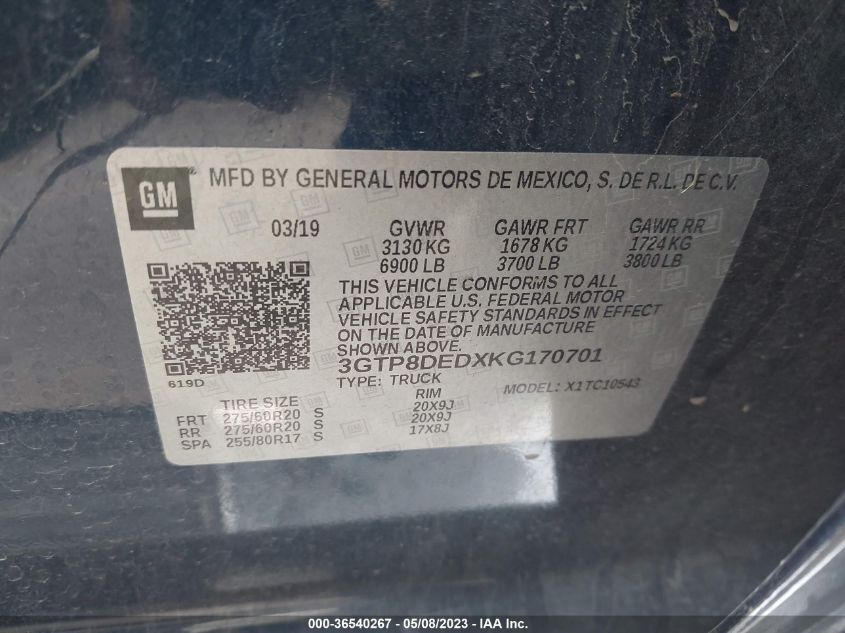 GM ® MFD BY GENERAL MOTORS DE MEXICO, S. DE R.L. DE C.V.
03/19 GVWR GAWR FRT GAWR RR
3130 KG 1678 KG 1724 KG
6900 LB 3700 LB 3800 LB
THIS VEHICLE CONFORMS TO ALL
APPLICABLE U.S. FEDERAL MOTOR
VEHICLE SAFETY STANDARDS IN EFFECT
ON THE DATE OF MANUFACTURE
SHOWN ABOVE.
3GTP8DEDXKG170701
619D
TYPE: TRUCK MODEL: X1TC10543
TIRE SIZE RIM
FRT 275/60R20 S 20X9J
RR 275/60R20 S 20X9J
SPA 255/80R17 S 17X8J
000-36540267 - 05/08/2023 - IAA Inc.